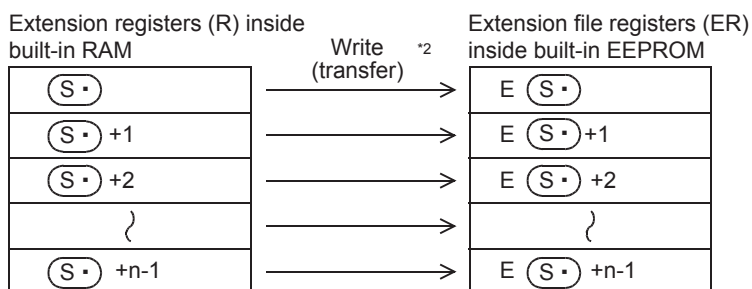 Extension registers (R) inside
built-in RAM
Write *2
(transfer)
Extension file registers (ER)
inside built-in EEPROM
S・
E S・
S・ +1
E S・+1
S・ +2
E S・ +2
S・ +n-1
E S・ +n-1